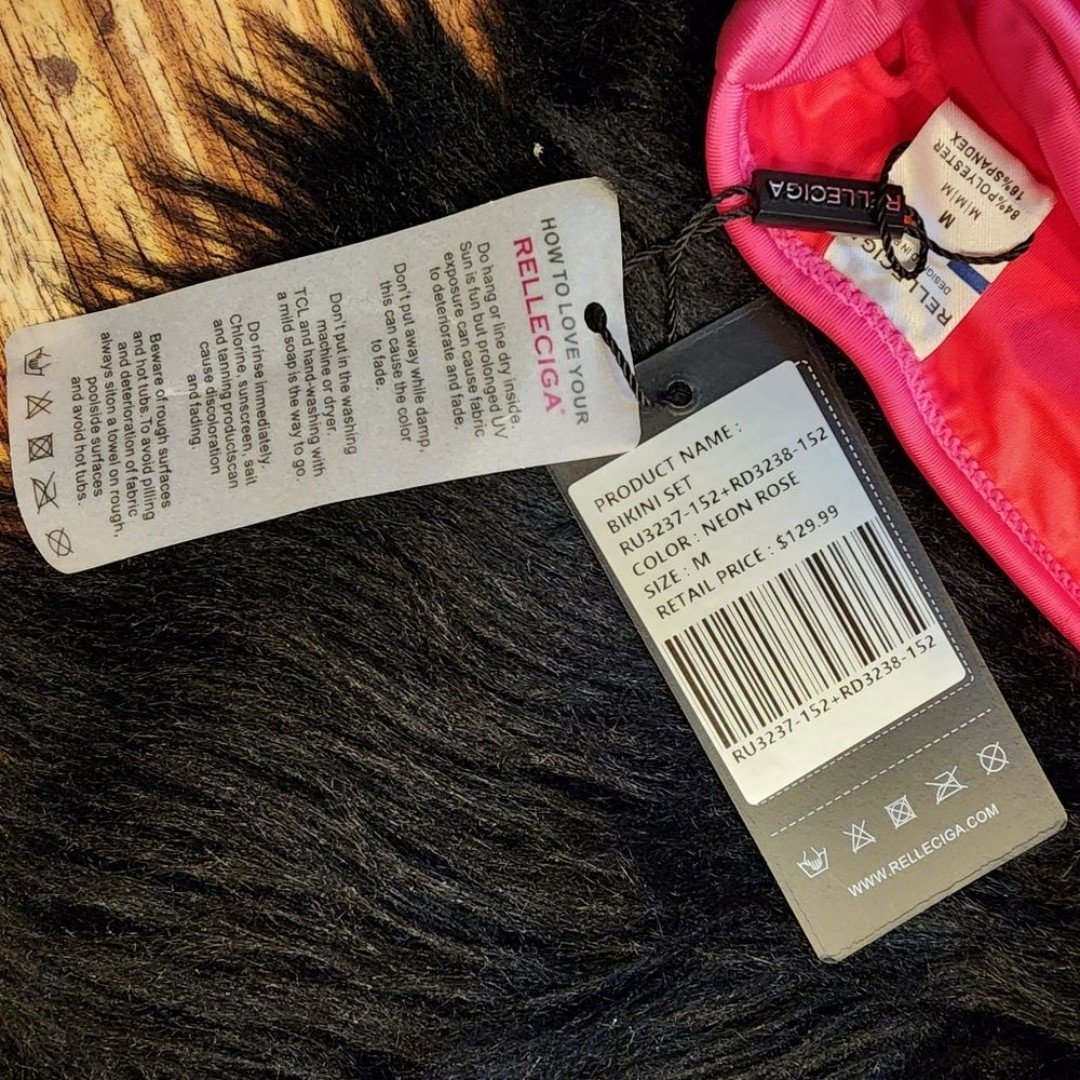 HOW TO LOVE YOUR
RELLECIGA®
Do hang or line dry inside.
Sun is fun but prolonged UV
exposure can cause fabric
to deteriorate and fade.
Don't put away while damp,
this can cause the color
to fade.
Don't put in the washing
machine or dryer.
TCL and hand-washing with
a mild soap is the way to go.
Do rinse immediately.
Chlorine, sunscreen, salt
and tanning productscan
cause discoloration
and fading.
Beware of rough surfaces
and hot tubs. To avoid pilling
and deterioration of fabric
always siton a towel on rough,
poolside surfaces
and avoid hot tubs.
PRODUCT NAME :
BIKINI SET
RU3237-152+RD3238-152
COLOR : NEON ROSE
SIZE : M
RETAIL PRICE : $129.99
RU3237-152+RD3238-152
WWW.RELLECIGA.COM
RELLECIGA
M
M|M|M
84%POLYESTER
16%SPANDEX
RELLECIGA